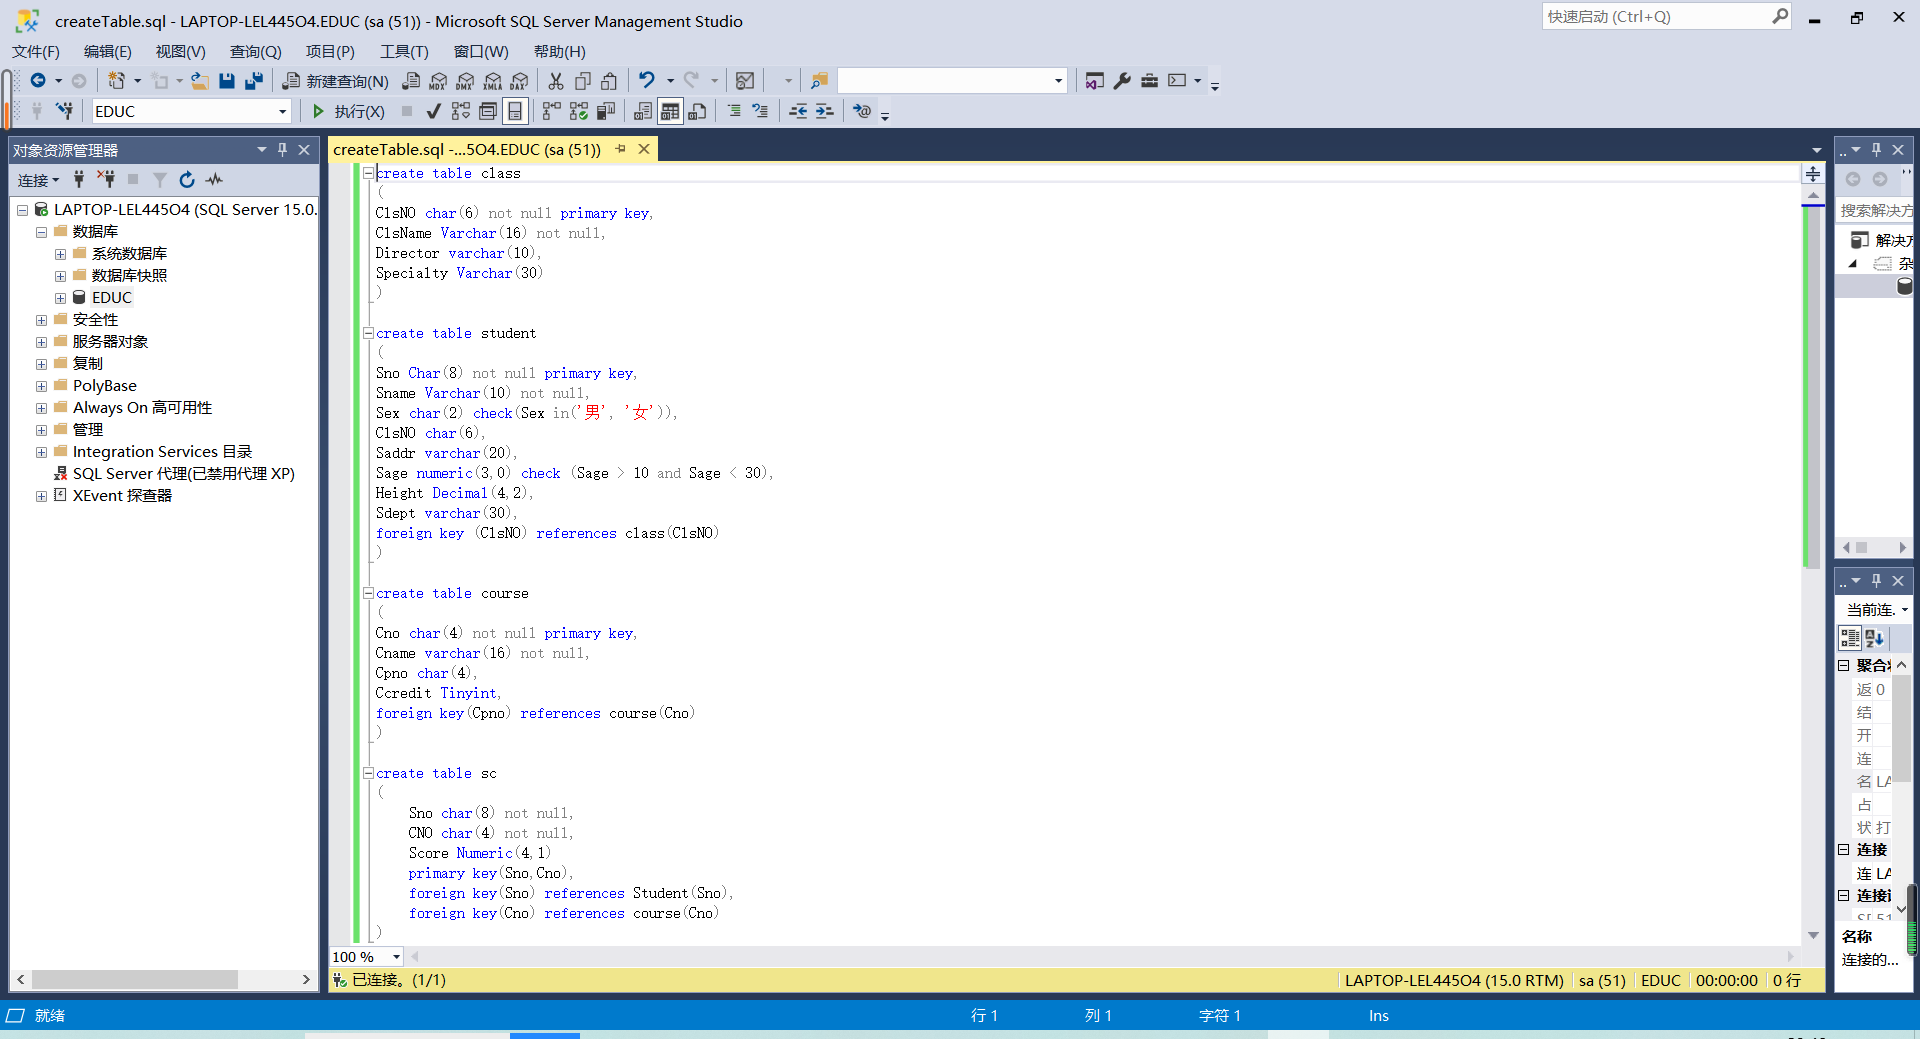 createTable.sql - LAPTOP-LEL445O4.EDUC (sa (51)) - Microsoft SQL Server Management Studio
快速启动 (Ctrl+Q)
文件(F) 编辑(E) 视图(V) 查询(Q) 项目(P) 工具(T) 窗口(W) 帮助(H)
新建查询(N) MDX DMX XMLA DAX
EDUC 执行(X)
对象资源管理器
连接
LAPTOP-LEL445O4 (SQL Server 15.0.
数据库
系统数据库
数据库快照
EDUC
安全性
服务器对象
复制
PolyBase
Always On 高可用性
管理
Integration Services 目录
SQL Server 代理(已禁用代理 XP)
XEvent 探查器
createTable.sql -...5O4.EDUC (sa (51))
create table class
(
ClsNO char(6) not null primary key,
ClsName Varchar(16) not null,
Director varchar(10),
Specialty Varchar(30)
)
create table student
(
Sno Char(8) not null primary key,
Sname Varchar(10) not null,
Sex char(2) check(Sex in('男', '女')),
ClsNO char(6),
Saddr varchar(20),
Sage numeric(3,0) check (Sage > 10 and Sage < 30),
Height Decimal(4,2),
Sdept varchar(30),
foreign key (ClsNO) references class(ClsNO)
)
create table course
(
Cno char(4) not null primary key,
Cname varchar(16) not null,
Cpno char(4),
Ccredit Tinyint,
foreign key(Cpno) references course(Cno)
)
create table sc
(
Sno char(8) not null,
CNO char(4) not null,
Score Numeric(4,1)
primary key(Sno,Cno),
foreign key(Sno) references Student(Sno),
foreign key(Cno) references course(Cno)
)
100 %
已连接。(1/1)
LAPTOP-LEL445O4 (15.0 RTM) sa (51) EDUC 00:00:00 0 行
搜索解决方
解决方
杂
当前连.
聚合
返 0
结
开
连
名 LA
占
状 打
连接
连 LA
连接
名称
连接的...
就绪
行 1 列 1 字符 1 Ins